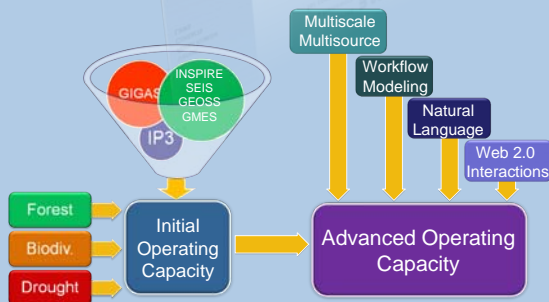 Multiscale
Multisource
Workflow
Modeling
Natural
Language
Web 2.0
Interactions
GIGAS
INSPIRE
SEIS
GEOSS
GMES
IP3
Forest
Biodiv.
Drought
Initial
Operating
Capacity
Advanced Operating
Capacity